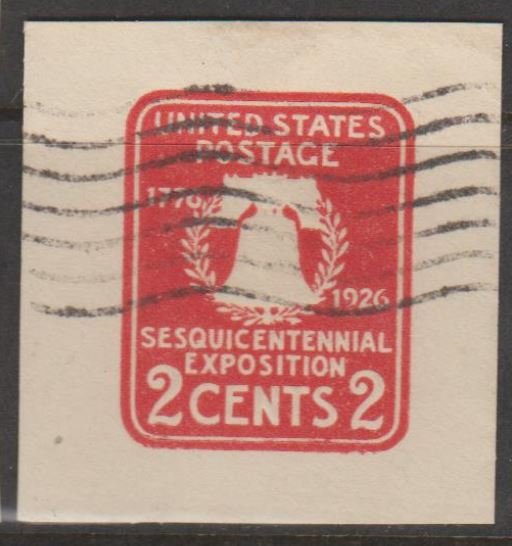 UNITED STATES
POSTAGE
1776
1926
SESQUICENTENNIAL
EXPOSITION
2 CENTS 2